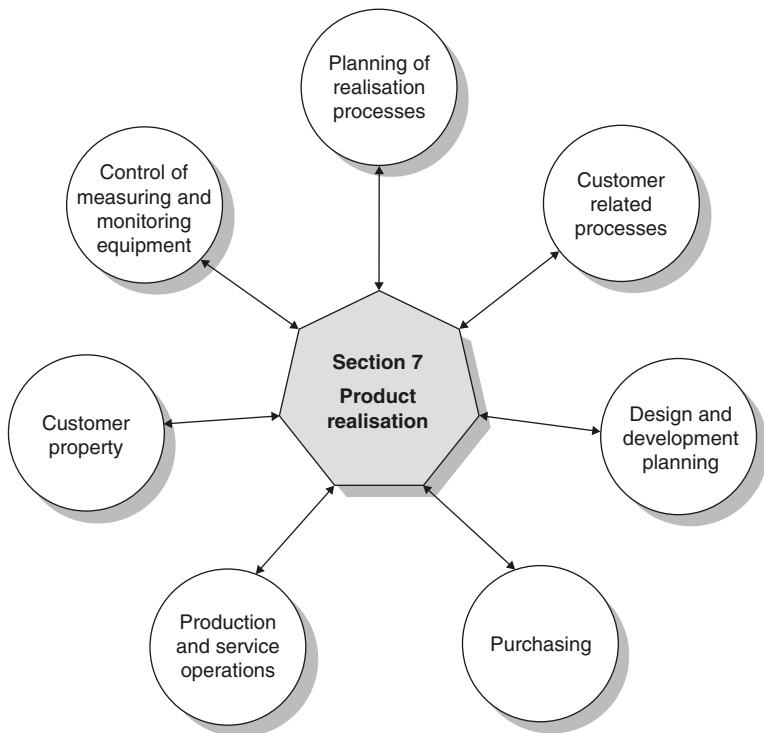 Planning of
realisation
processes
Customer
related
processes
Design and
development
planning
Purchasing
Production
and service
operations
Customer
property
Control of
measuring and
monitoring
equipment
Section 7
Product
realisation